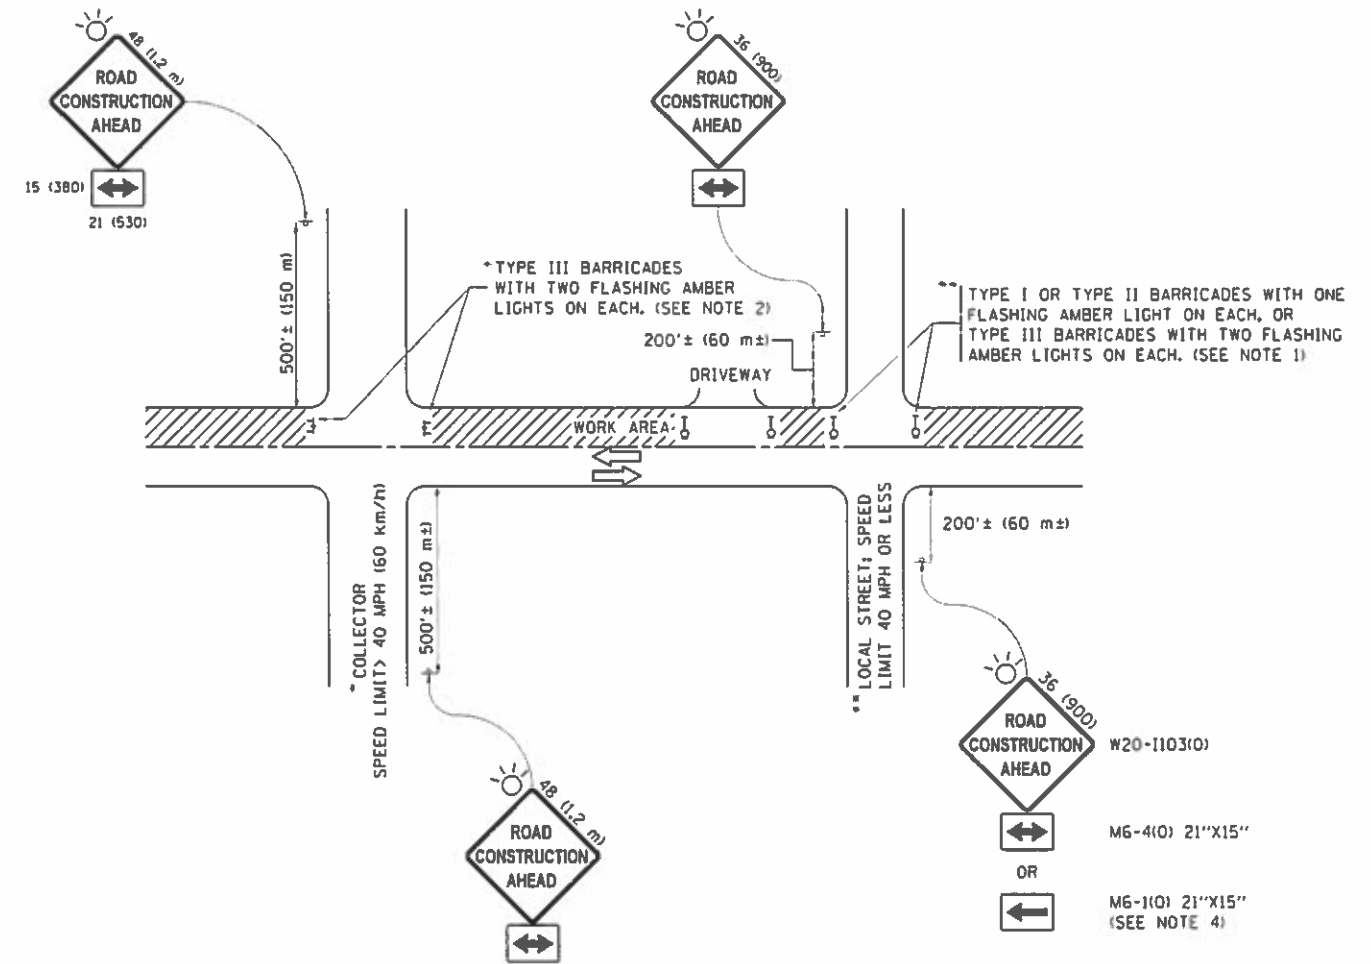 48 (1.2 m)
ROAD
CONSTRUCTION
AHEAD
15 (380)
21 (530)
36 (900)
ROAD
CONSTRUCTION
AHEAD
500'± (150 m)
*TYPE III BARRICADES
WITH TWO FLASHING AMBER
LIGHTS ON EACH. (SEE NOTE 2)
200'± (60 m±)
DRIVEWAY
** TYPE I OR TYPE II BARRICADES WITH ONE
FLASHING AMBER LIGHT ON EACH, OR
TYPE III BARRICADES WITH TWO FLASHING
AMBER LIGHTS ON EACH. (SEE NOTE 1)
WORK AREA
*COLLECTOR
SPEED LIMIT> 40 MPH (60 km/h)
500'± (150 m±)
**LOCAL STREET; SPEED
LIMIT 40 MPH OR LESS
200'± (60 m±)
48 (1.2 m)
ROAD
CONSTRUCTION
AHEAD
36 (900)
ROAD
CONSTRUCTION
AHEAD
W20-I103(O)
M6-4(O) 21"X15"
OR
M6-1(O) 21"X15"
(SEE NOTE 4)